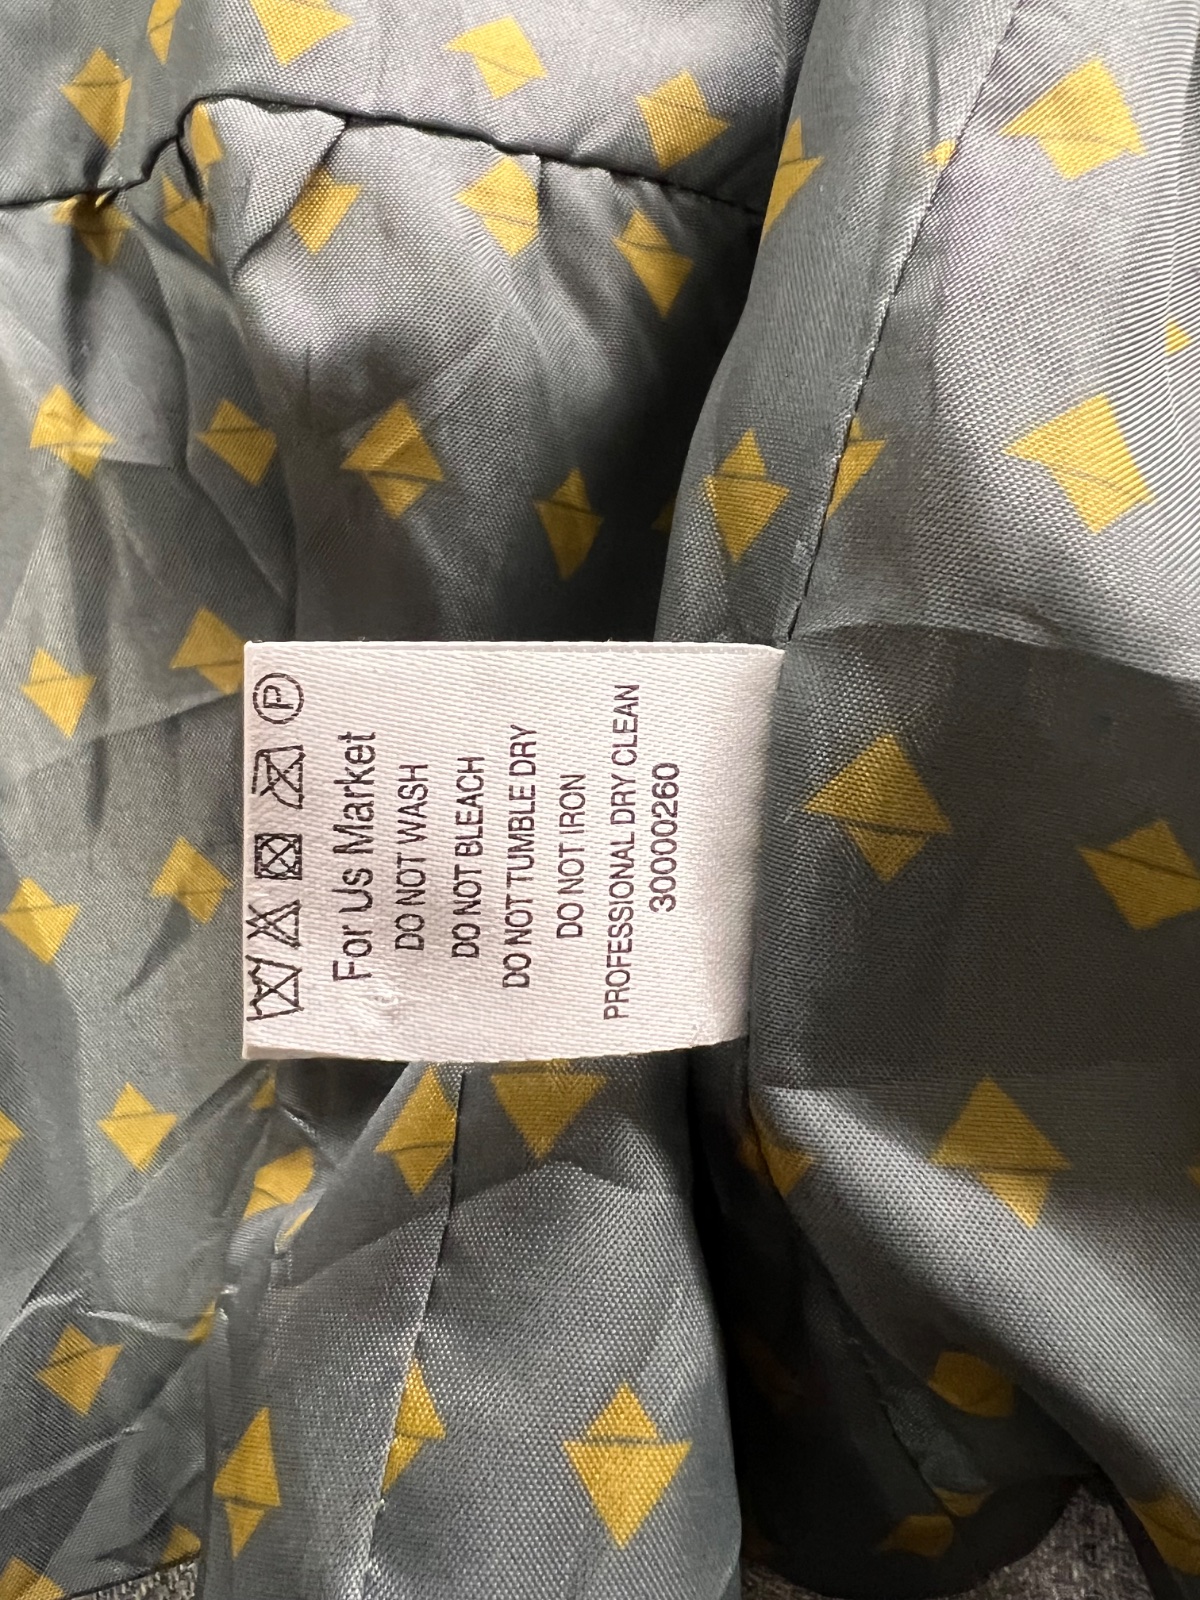 For Us Market
DO NOT WASH
DO NOT BLEACH
DO NOT TUMBLE DRY
DO NOT IRON
PROFESSIONAL DRY CLEAN
30000260
P